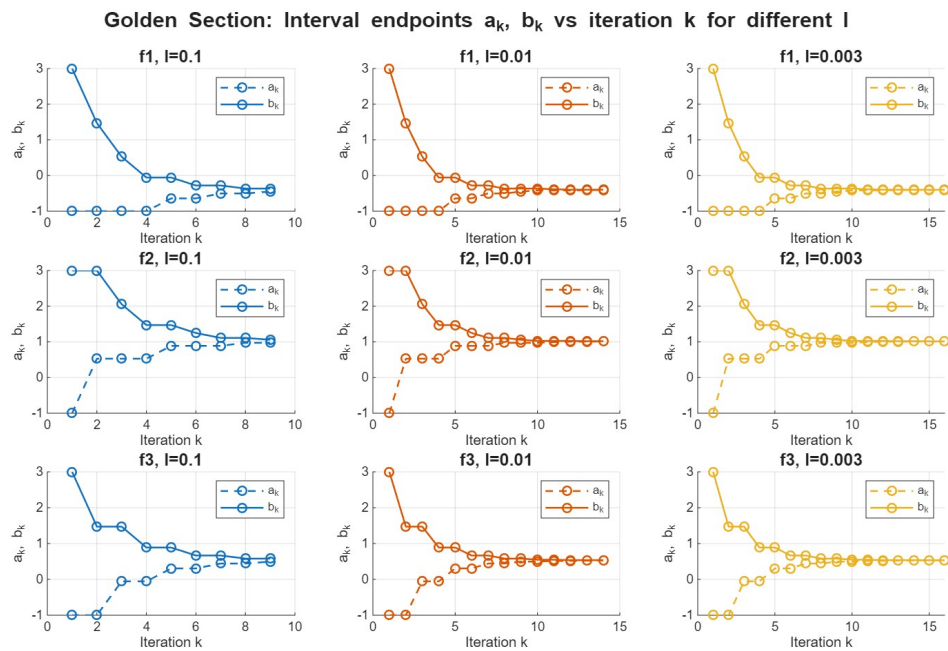 Golden Section: Interval endpoints a_k, b_k vs iteration k for different l
f1, l=0.1
3
2
1
0
-1
a_k, b_k
2 4 6 8 10
Iteration k
a_k
b_k
f1, l=0.01
3
2
1
0
-1
a_k, b_k
5 10 15
Iteration k
a_k
b_k
f1, l=0.003
3
2
1
0
-1
a_k, b_k
5 10 15
Iteration k
a_k
b_k
f2, l=0.1
3
2
1
0
-1
a_k, b_k
0 2 4 6 8 10
Iteration k
a_k
b_k
f2, l=0.01
3
2
1
0
-1
a_k, b_k
0 5 10 15
Iteration k
a_k
b_k
f2, l=0.003
3
2
1
0
-1
a_k, b_k
0 5 10 15
Iteration k
a_k
b_k
f3, l=0.1
3
2
1
0
-1
a_k, b_k
0 2 4 6 8 10
Iteration k
a_k
b_k
f3, l=0.01
3
2
1
0
-1
a_k, b_k
0 5 10 15
Iteration k
a_k
b_k
f3, l=0.003
3
2
1
0
-1
a_k, b_k
0 5 10 15
Iteration k
a_k
b_k